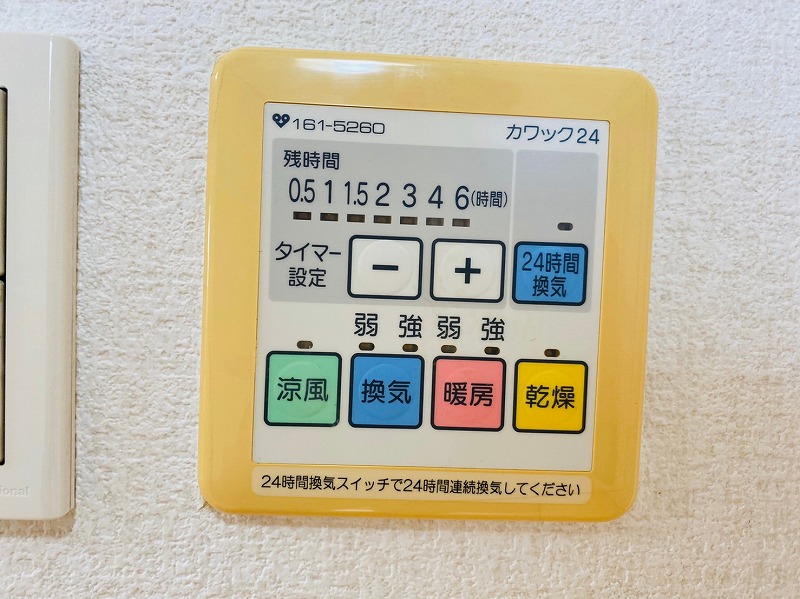 161-5260
カワック24
残時間
0.5 1 1.5 2 3 4 6(時間)
タイマー
設定
－ ＋
24時間
換気
弱 強 弱 強
涼風 換気 暖房 乾燥
24時間換気スイッチで24時間連続換気してください